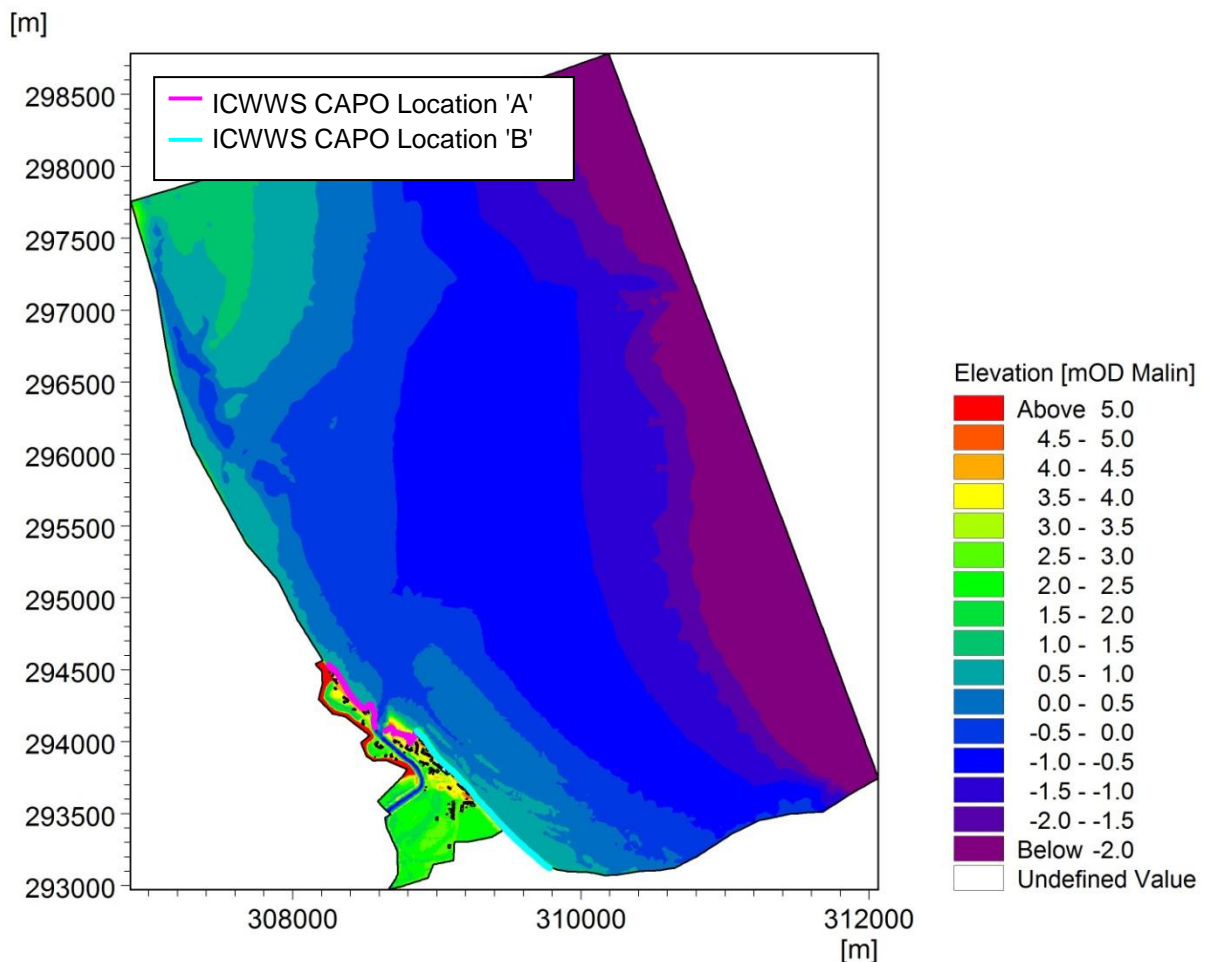 [m]
ICWWS CAPO Location 'A'
ICWWS CAPO Location 'B'
298500
298000
297500
297000
296500
296000
295500
295000
294500
294000
293500
293000
308000 310000 312000
[m]
Elevation [mOD Malin]
Above 5.0
4.5 - 5.0
4.0 - 4.5
3.5 - 4.0
3.0 - 3.5
2.5 - 3.0
2.0 - 2.5
1.5 - 2.0
1.0 - 1.5
0.5 - 1.0
0.0 - 0.5
-0.5 - 0.0
-1.0 - -0.5
-1.5 - -1.0
-2.0 - -1.5
Below -2.0
Undefined Value